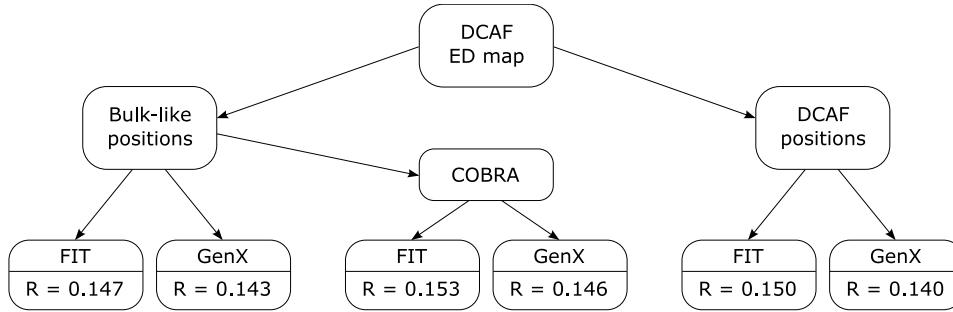 DCAF
ED map
Bulk-like
positions
DCAF
positions
COBRA
FIT
R = 0.147
GenX
R = 0.143
FIT
R = 0.153
GenX
R = 0.146
FIT
R = 0.150
GenX
R = 0.140